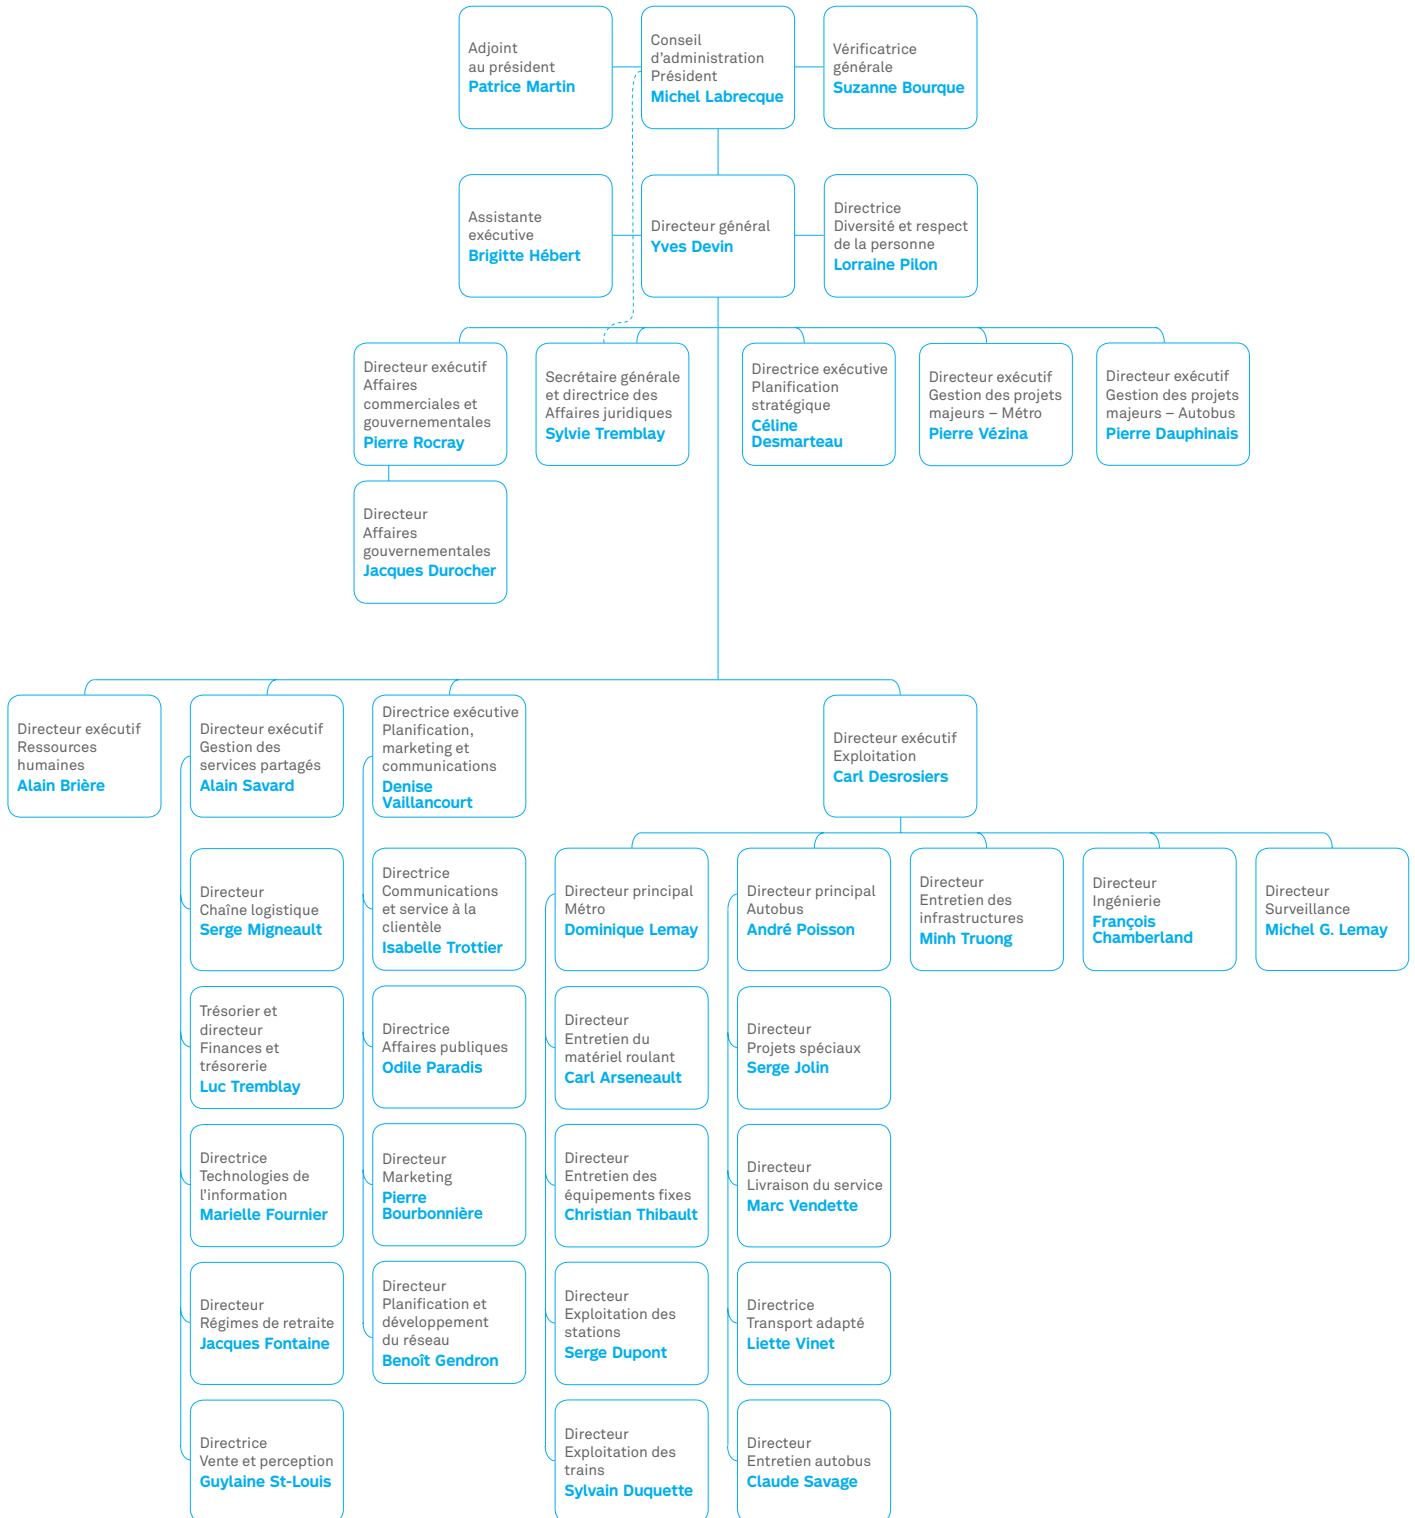 Adjoint
au président
Patrice Martin
Conseil
d’administration
Président
Michel Labrecque
Vérificatrice
générale
Suzanne Bourque
Assistante
exécutive
Brigitte Hébert
Directeur général
Yves Devin
Directrice
Diversité et respect
de la personne
Lorraine Pilon
Directeur exécutif
Affaires
commerciales et
gouvernementales
Pierre Rocray
Secrétaire générale
et directrice des
Affaires juridiques
Sylvie Tremblay
Directrice exécutive
Planification
stratégique
Céline
Desmarteau
Directeur exécutif
Gestion des projets
majeurs – Métro
Pierre Vézina
Directeur exécutif
Gestion des projets
majeurs – Autobus
Pierre Dauphinais
Directeur
Affaires
gouvernementales
Jacques Durocher
Directeur exécutif
Ressources
humaines
Alain Brière
Directeur exécutif
Gestion des
services partagés
Alain Savard
Directrice exécutive
Planification,
marketing et
communications
Denise
Vaillancourt
Directeur exécutif
Exploitation
Carl Desrosiers
Directeur
Chaîne logistique
Serge Migneault
Directrice
Communications
et service à la
clientèle
Isabelle Trottier
Directeur principal
Métro
Dominique Lemay
Directeur principal
Autobus
André Poisson
Directeur
Entretien des
infrastructures
Minh Truong
Directeur
Ingénierie
François
Chamberland
Directeur
Surveillance
Michel G. Lemay
Trésorier et
directeur
Finances et
trésorerie
Luc Tremblay
Directrice
Affaires publiques
Odile Paradis
Directeur
Entretien du
matériel roulant
Carl Arseneault
Directeur
Projets spéciaux
Serge Jolin
Directrice
Technologies de
l’information
Marielle Fournier
Directeur
Marketing
Pierre
Bourbonnière
Directeur
Entretien des
équipements fixes
Christian Thibault
Directeur
Livraison du service
Marc Vendette
Directeur
Régimes de retraite
Jacques Fontaine
Directeur
Planification et
développement
du réseau
Benoît Gendron
Directeur
Exploitation des
stations
Serge Dupont
Directrice
Transport adapté
Liette Vinet
Directrice
Vente et perception
Guylaine St-Louis
Directeur
Exploitation des
trains
Sylvain Duquette
Directeur
Entretien autobus
Claude Savage